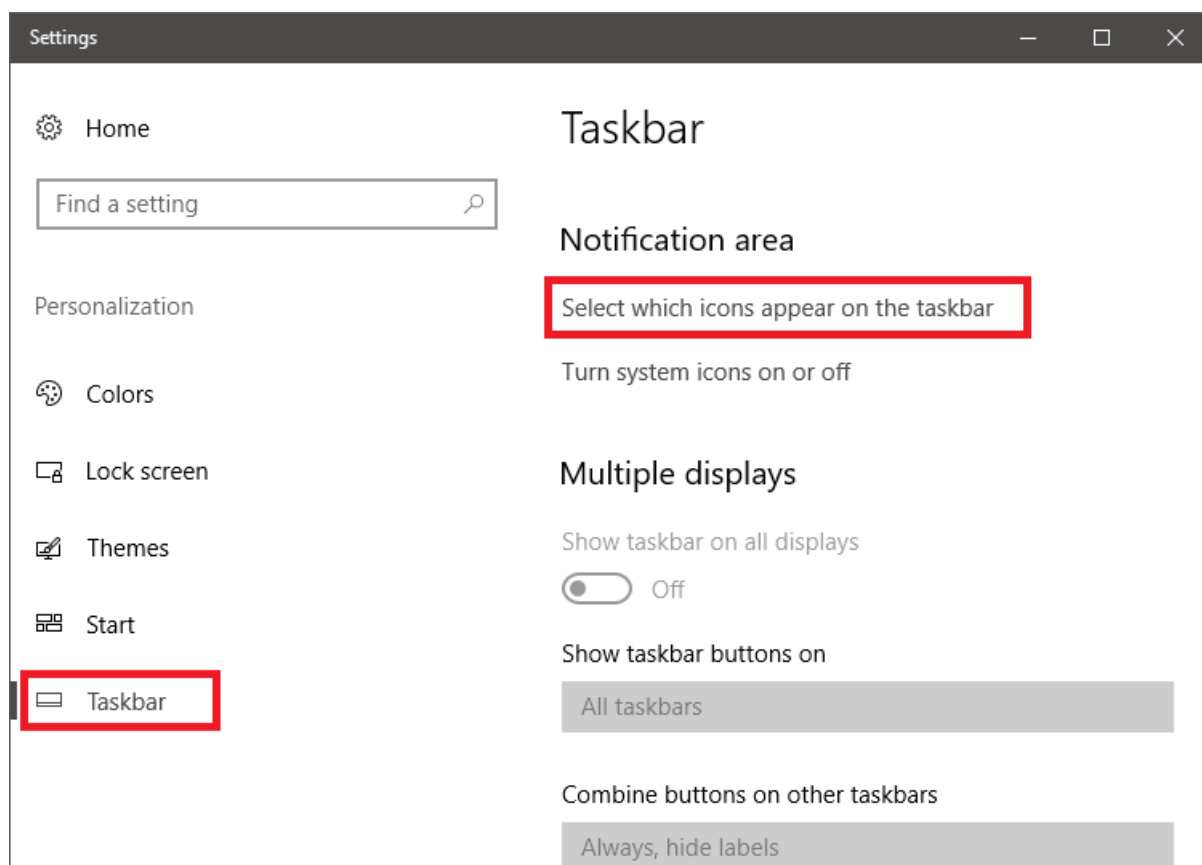 Settings
Home
Find a setting
Personalization
Colors
Lock screen
Themes
Start
Taskbar
Taskbar
Notification area
Select which icons appear on the taskbar
Turn system icons on or off
Multiple displays
Show taskbar on all displays
Off
Show taskbar buttons on
All taskbars
Combine buttons on other taskbars
Always, hide labels